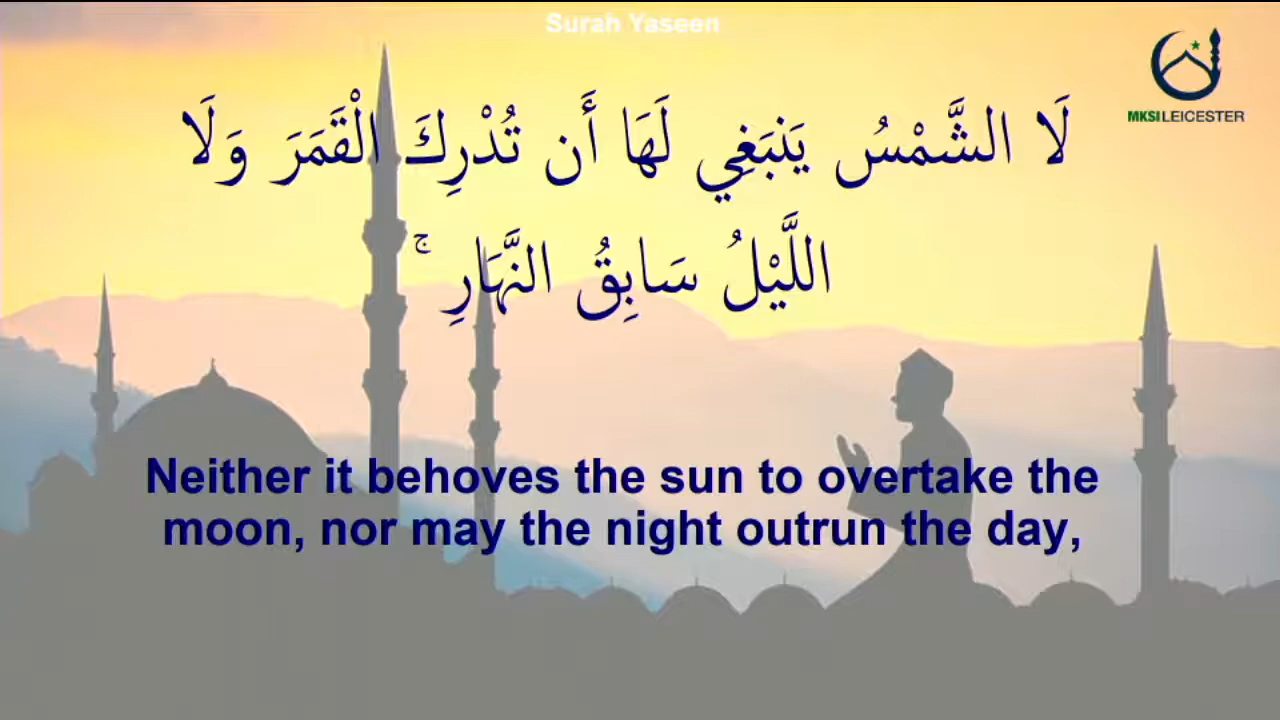 Surah Yaseen
MKSI LEICESTER
لَا الشَّمْسُ يَنبَغِي لَهَا أَن تُدْرِكَ الْقَمَرَ وَلَا
اللَّيْلُ سَابِقُ النَّهَارِ ۚ
Neither it behoves the sun to overtake the
moon, nor may the night outrun the day,